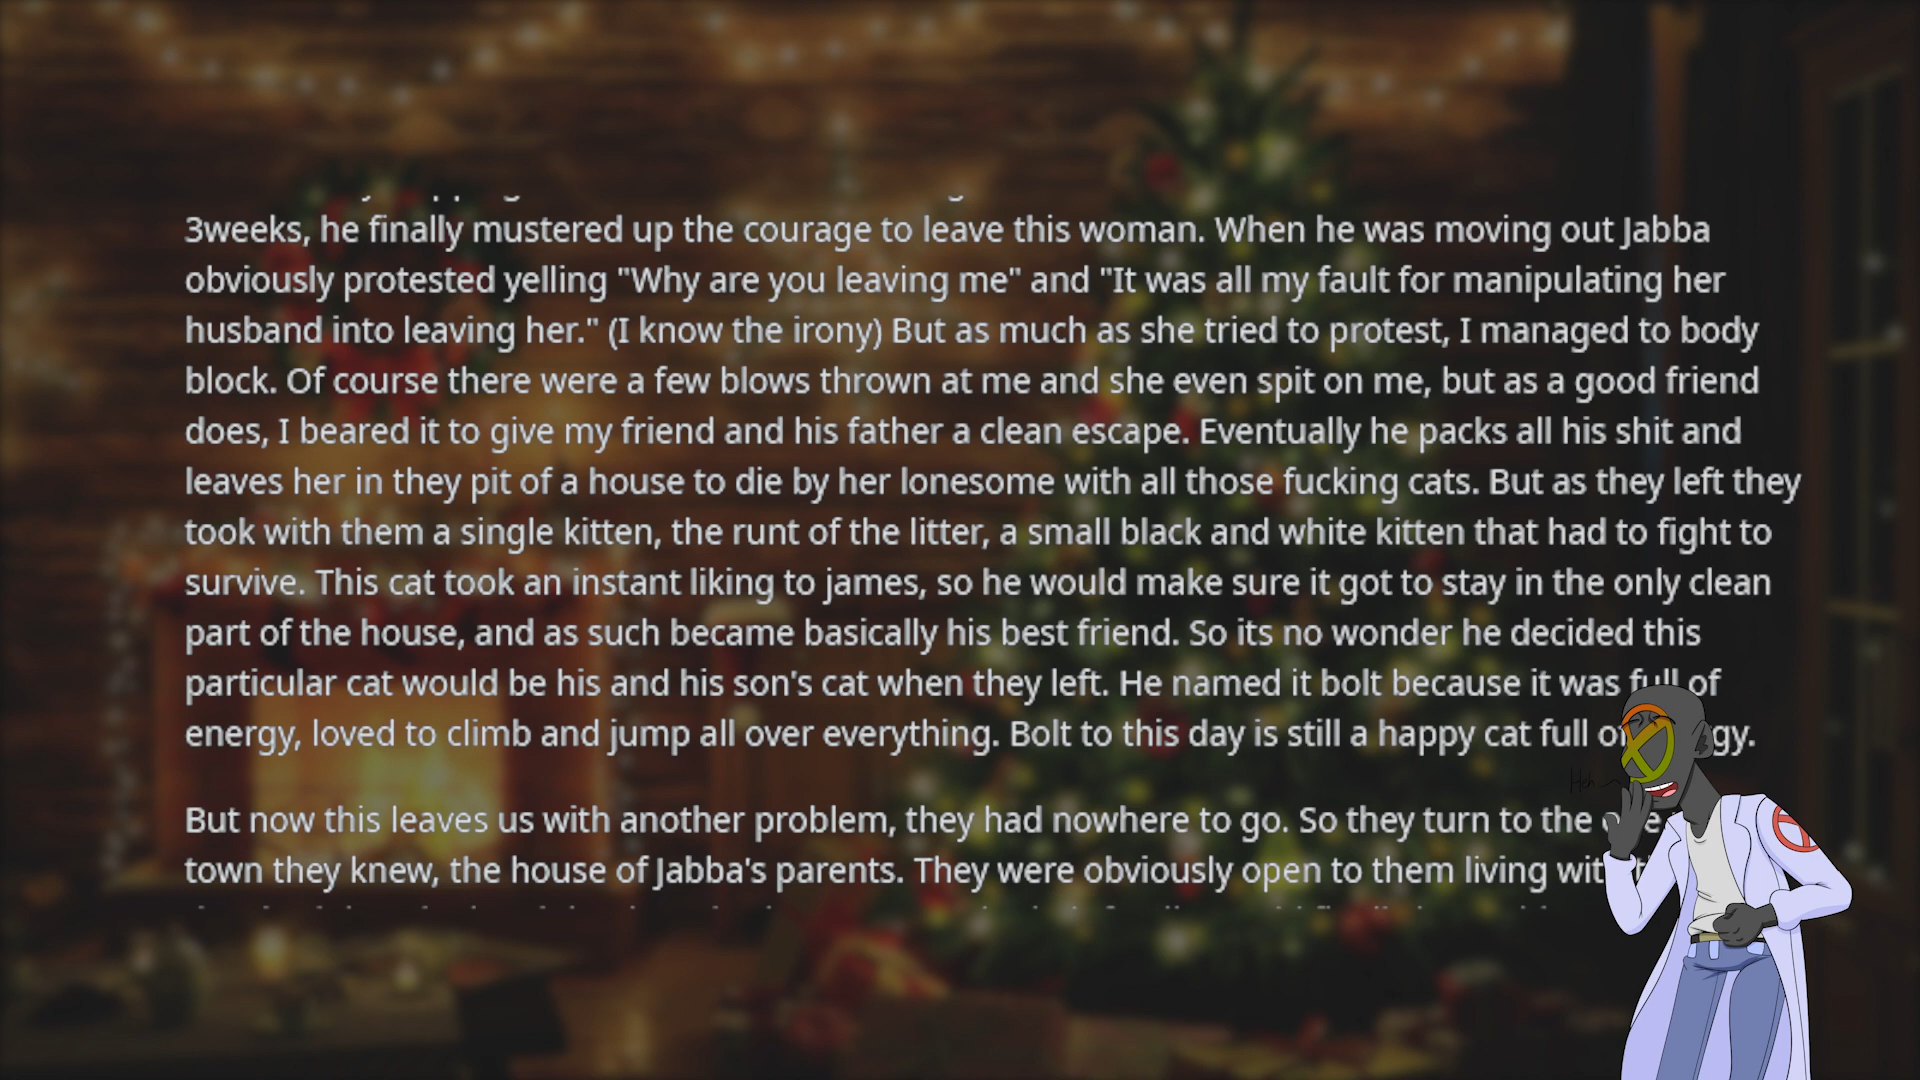 3weeks, he finally mustered up the courage to leave this woman. When he was moving out Jabba
obviously protested yelling "Why are you leaving me" and "It was all my fault for manipulating her
husband into leaving her." (I know the irony) But as much as she tried to protest, I managed to body
block. Of course there were a few blows thrown at me and she even spit on me, but as a good friend
does, I beared it to give my friend and his father a clean escape. Eventually he packs all his shit and
leaves her in they pit of a house to die by her lonesome with all those fucking cats. But as they left they
took with them a single kitten, the runt of the litter, a small black and white kitten that had to fight to
survive. This cat took an instant liking to james, so he would make sure it got to stay in the only clean
part of the house, and as such became basically his best friend. So its no wonder he decided this
particular cat would be his and his son's cat when they left. He named it bolt because it was full of
energy, loved to climb and jump all over everything. Bolt to this day is still a happy cat full
But now this leaves us with another problem, they had nowhere to go. So they turn to the
town they knew, the house of Jabba's parents. They were obviously open to them living